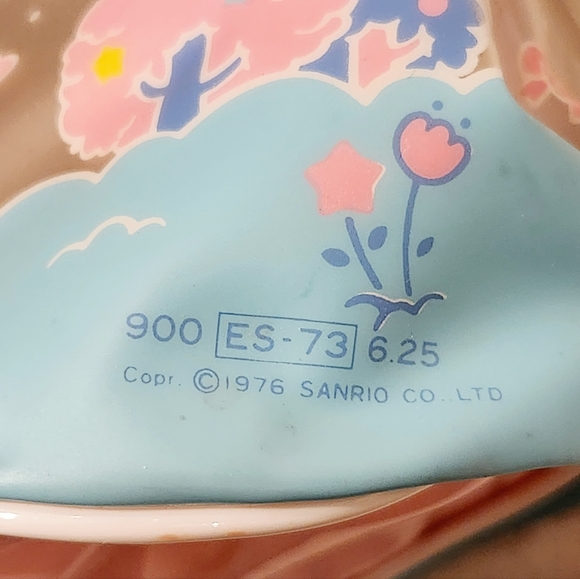 900 ES-73 6.25
Copr. ©1976 SANRIO CO.,LTD